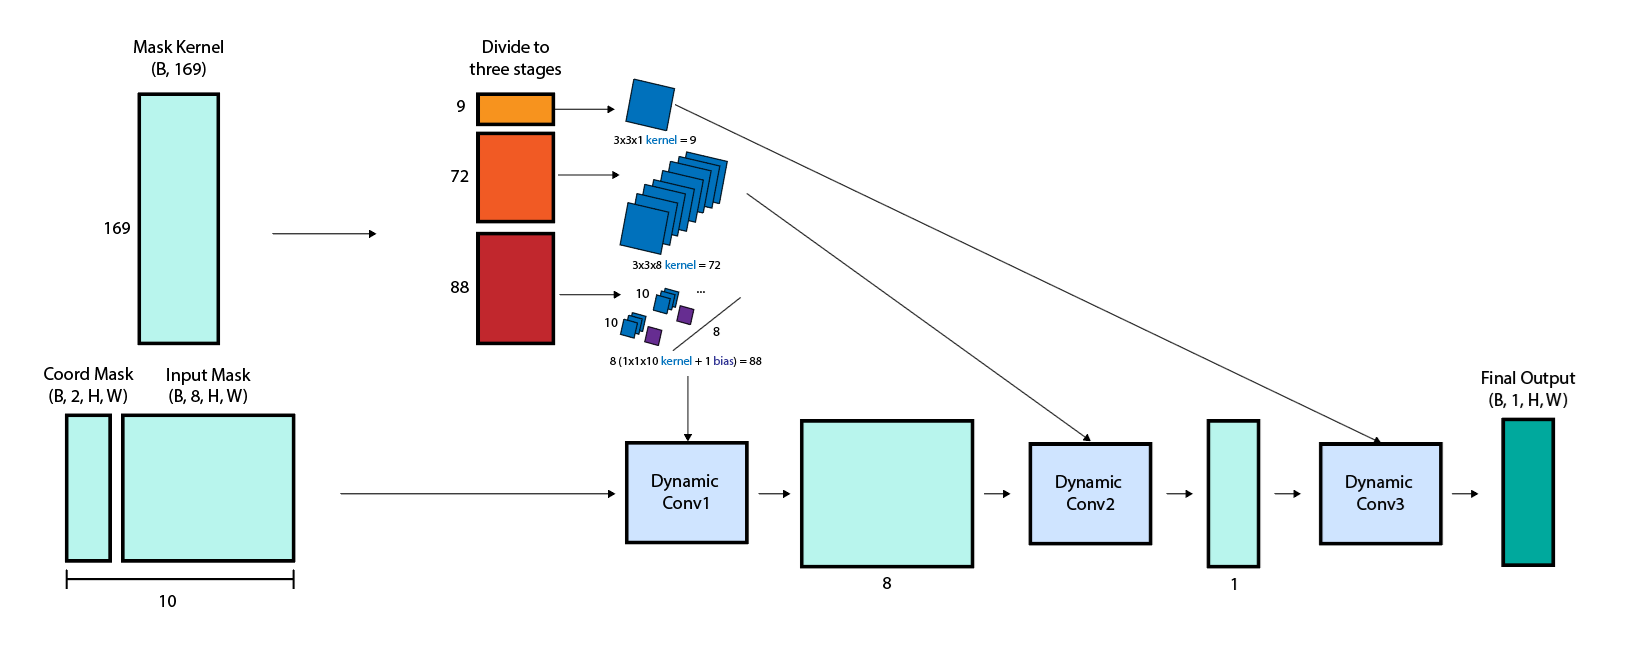 Mask Kernel
(B, 169)
169
Divide to
three stages
9
72
88
3x3x1 kernel = 9
3x3x8 kernel = 72
10
...
10
8
8 (1x1x10 kernel + 1 bias) = 88
Coord Mask
(B, 2, H, W)
Input Mask
(B, 8, H, W)
10
Dynamic
Conv1
8
Dynamic
Conv2
1
Dynamic
Conv3
Final Output
(B, 1, H, W)